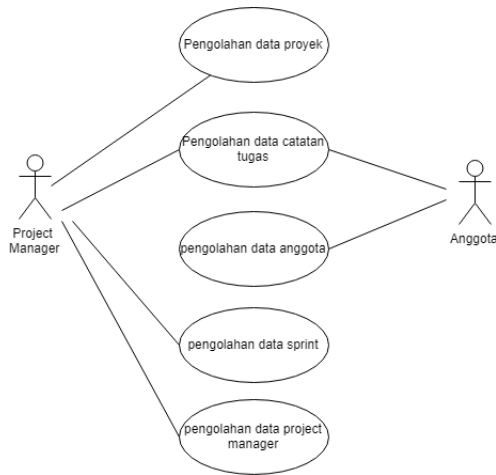 Pengolahan data proyek
Pengolahan data catatan
tugas
Project
Manager
Anggota
pengolahan data anggota
pengolahan data sprint
pengolahan data project
manager